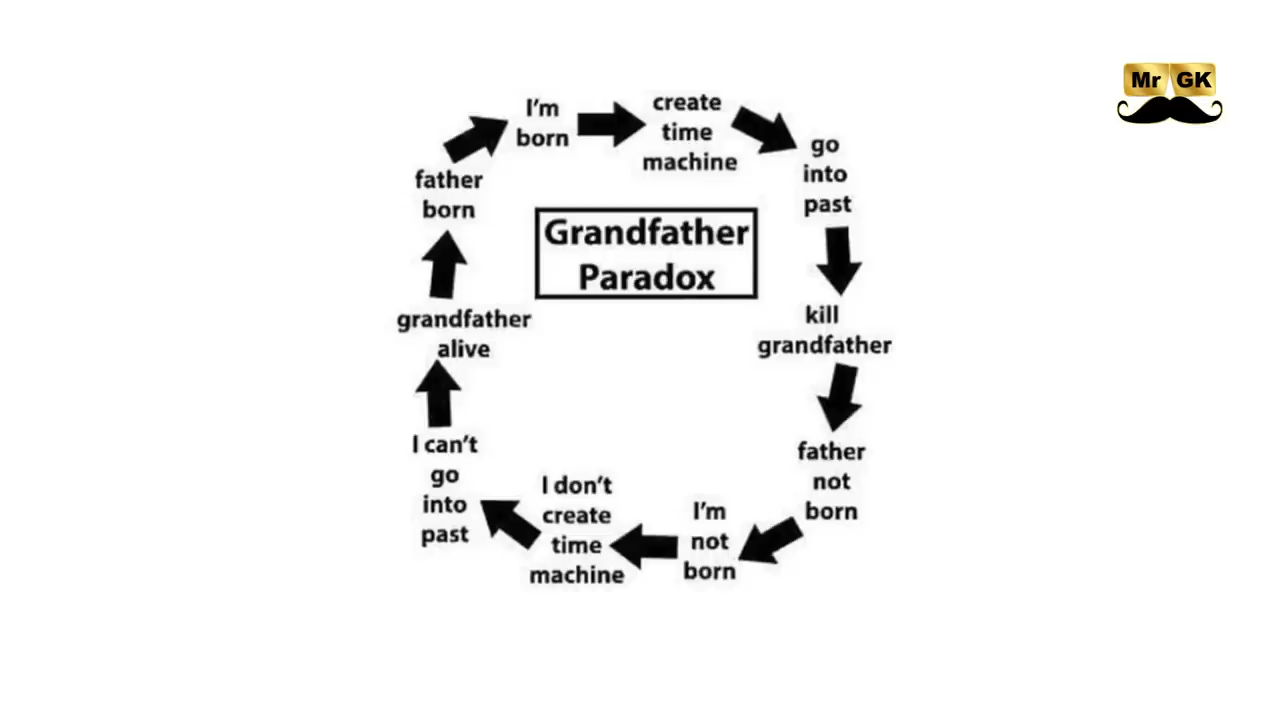 Mr GK
Grandfather
Paradox
I'm
born
create
time
machine
go
into
past
kill
grandfather
father
not
born
I'm
not
born
I don't
create
time
machine
I can't
go
into
past
grandfather
alive
father
born